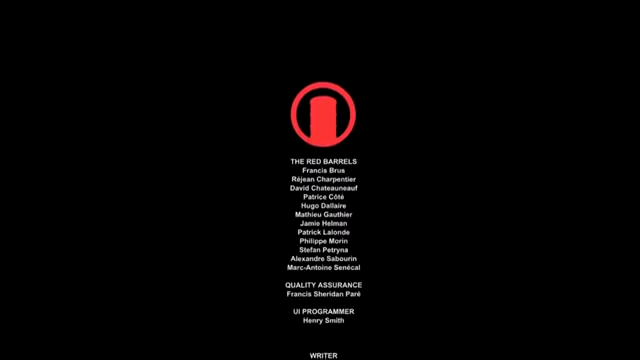 THE RED BARRELS
Francis Brus
Réjean Charpentier
David Chateauneuf
Patrice Côté
Hugo Dallaire
Mathieu Gauthier
Jamie Helman
Patrick Lalonde
Philippe Morin
Stefan Petryna
Alexandre Sabourin
Marc-Antoine Senécal
QUALITY ASSURANCE
Francis Sheridan Paré
UI PROGRAMMER
Henry Smith
WRITER